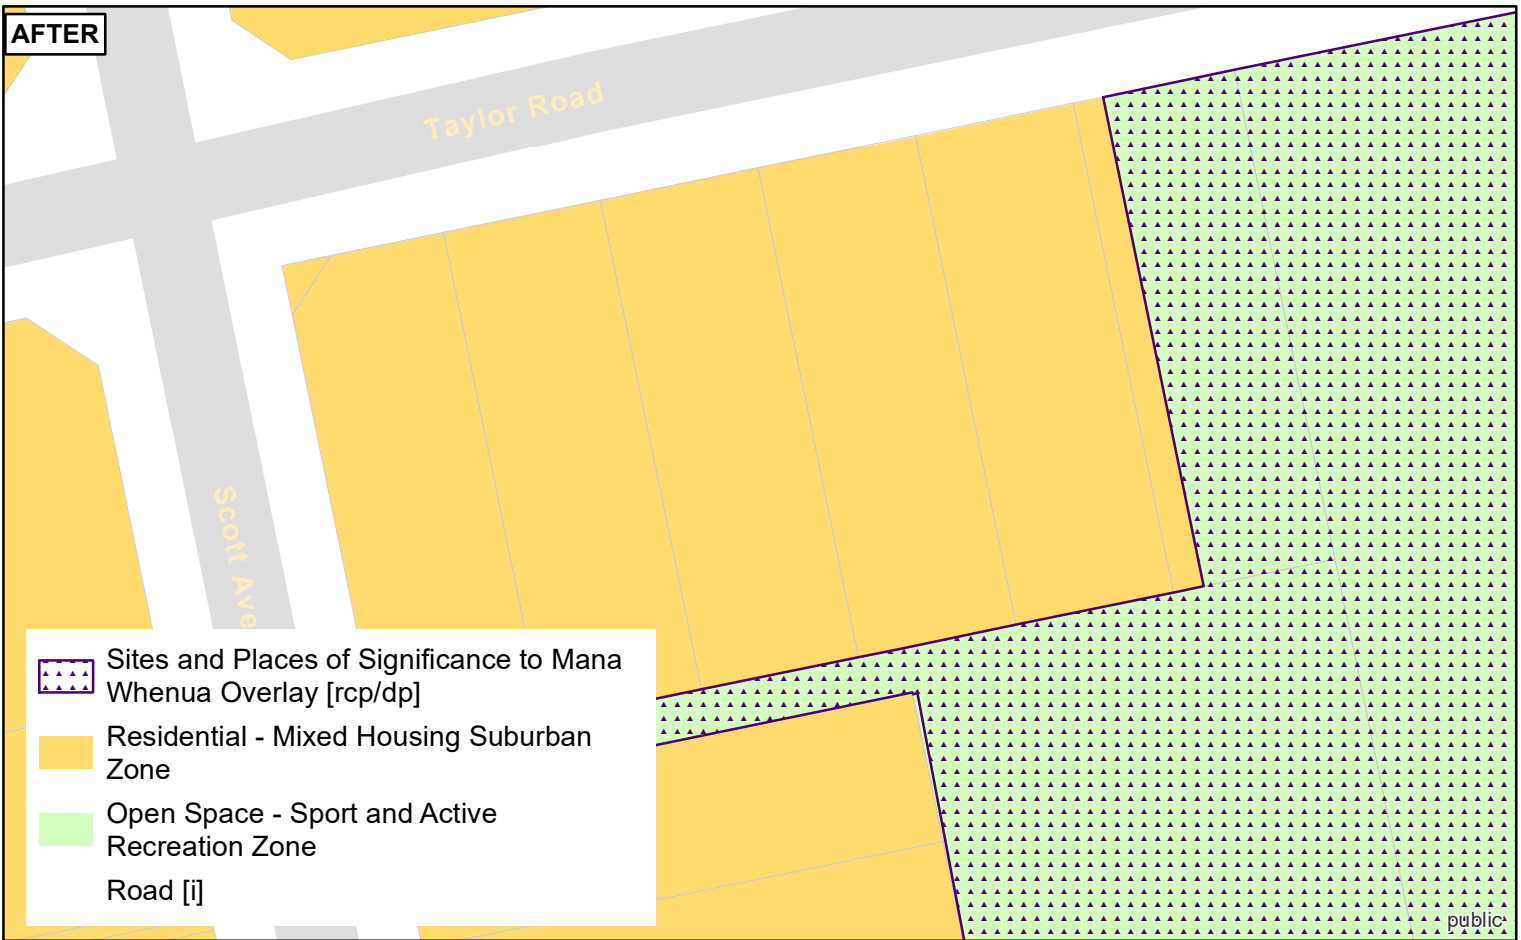 AFTER
Taylor Road
Scott Ave
Sites and Places of Significance to Mana
Whenua Overlay [rcp/dp]
Residential - Mixed Housing Suburban
Zone
Open Space - Sport and Active
Recreation Zone
Road [i]
public